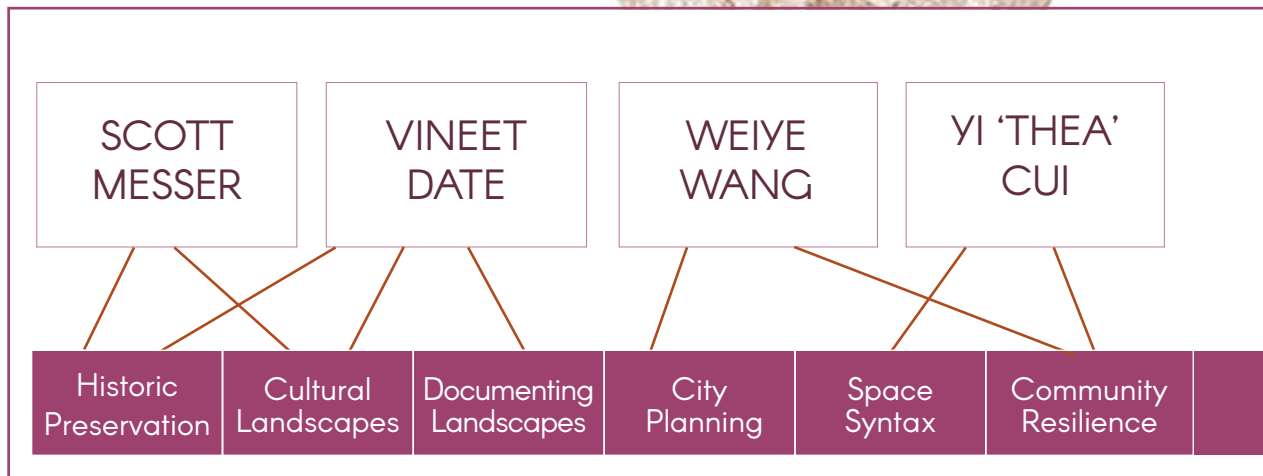 SCOTT
MESSER
VINEET
DATE
WEIYE
WANG
YI ‘THEA’
CUI
Historic
Preservation
Cultural
Landscapes
Documenting
Landscapes
City
Planning
Space
Syntax
Community
Resilience